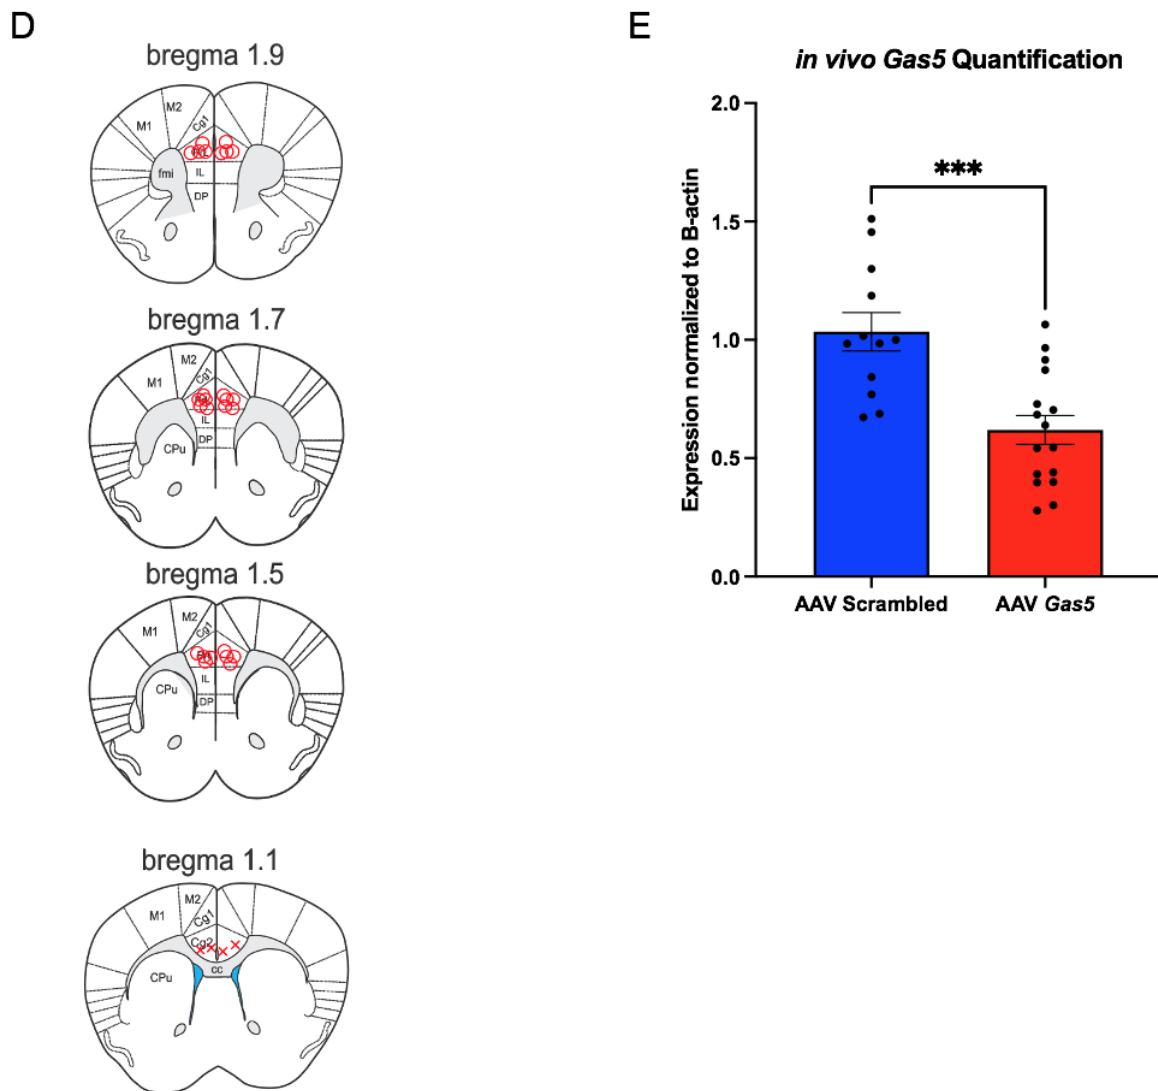 D
bregma 1.9
M2
M1
Cg1
fmi
IL
DP
bregma 1.7
M2
M1
Cg1
IL
DP
CPu
bregma 1.5
M2
M1
Cg1
IL
CPu
DP
bregma 1.1
M2
M1
Cg1
Cg2
cc
CPu
E
in vivo Gas5 Quantification
Expression normalized to B-actin
2.0
1.5
1.0
0.5
0.0
***
AAV Scrambled
AAV Gas5